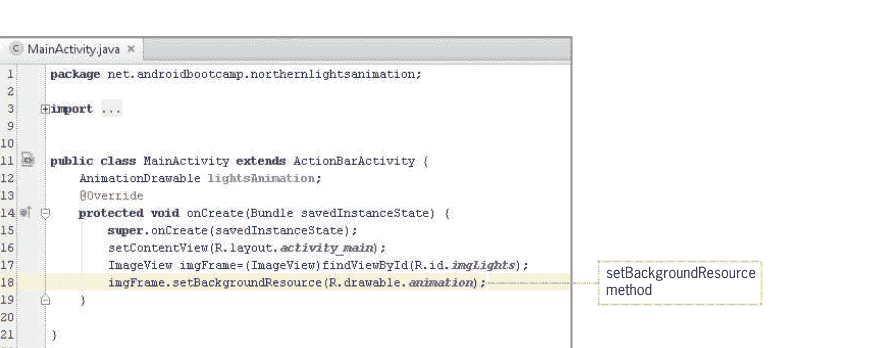 MainActivity.java ×
1 package net.androidbootcamp.northernlightsanimation;
2
3 import ...
9
10
11 public class MainActivity extends ActionBarActivity {
12 AnimationDrawable lightsAnimation;
13 @Override
14 protected void onCreate(Bundle savedInstanceState) {
15 super.onCreate(savedInstanceState);
16 setContentView(R.layout.activity_main);
17 ImageView imgFrame=(ImageView)findViewById(R.id.imgLights);
18 imgFrame.setBackgroundResource(R.drawable.animation);
19 }
20
21 }
setBackgroundResource
method